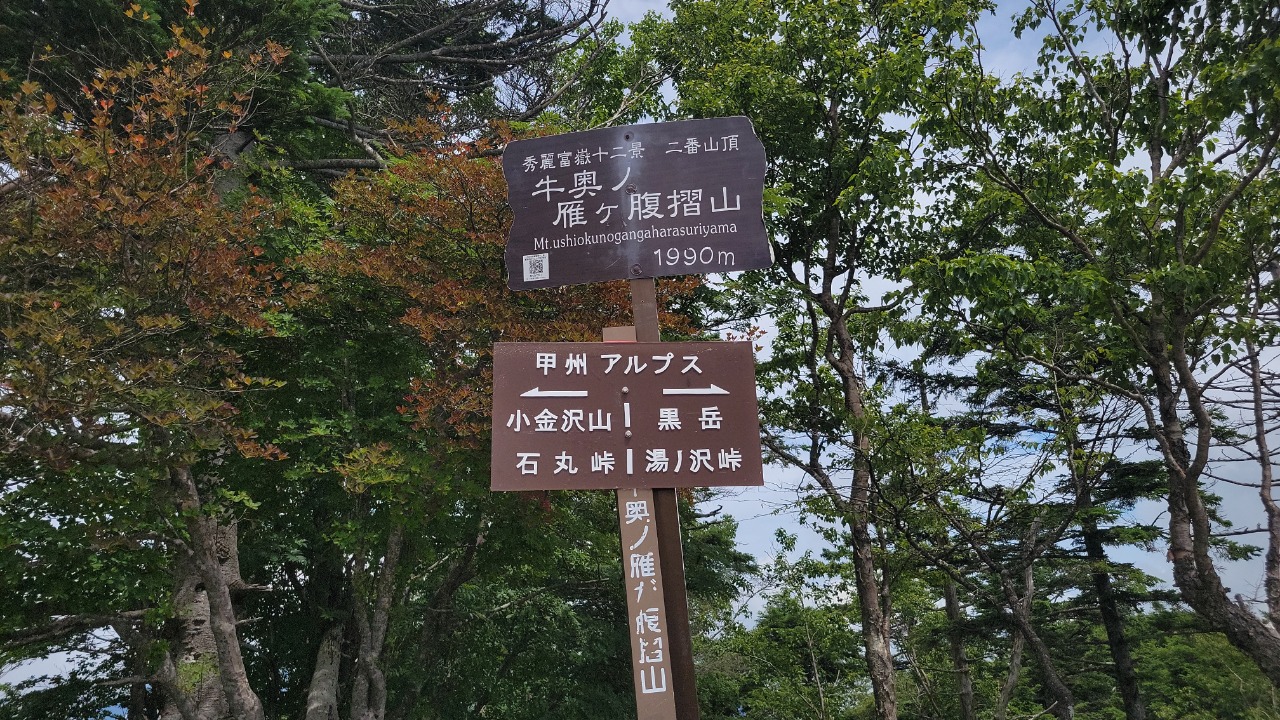 秀麗富嶽十二景 二番山頂
牛奥ノ
雁ヶ腹摺山
Mt.ushiokunogangaharasuriyama
1990m
甲州アルプス
小金沢山 黒岳
石丸峠 湯ノ沢峠
奥ノ雁ガ腹摺山